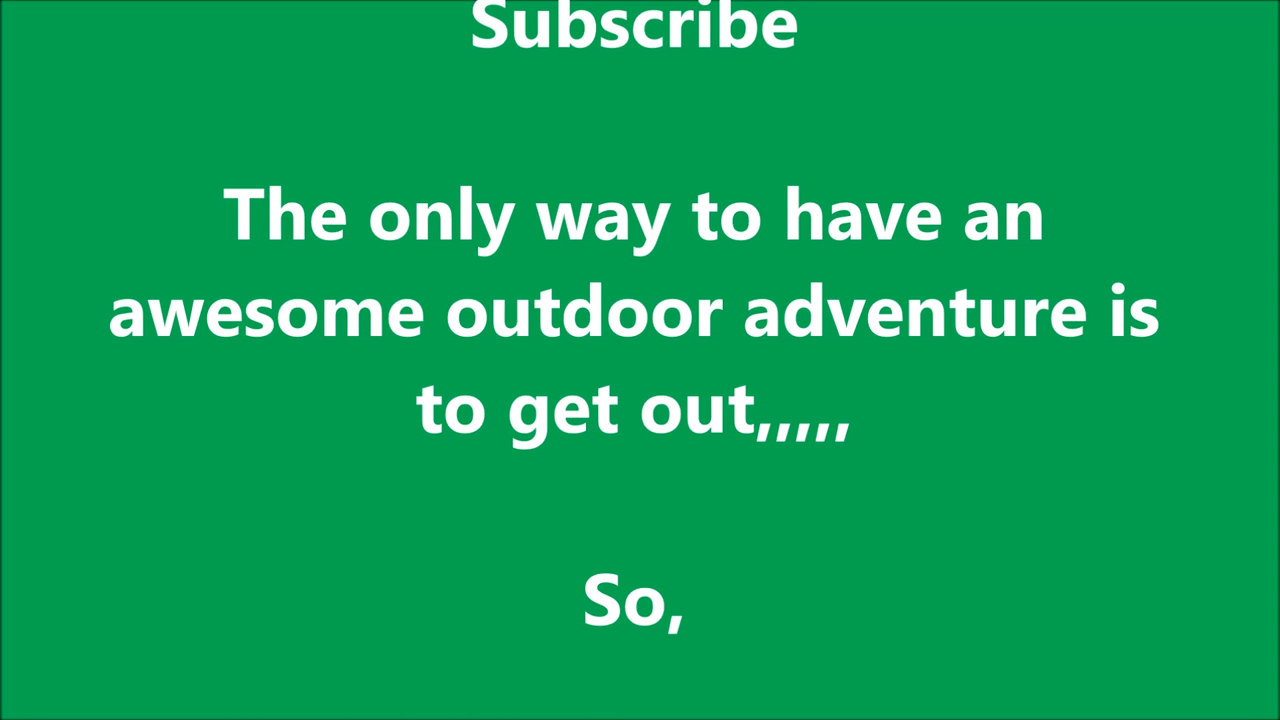 Subscribe
The only way to have an
awesome outdoor adventure is
to get out,,,,,
So,